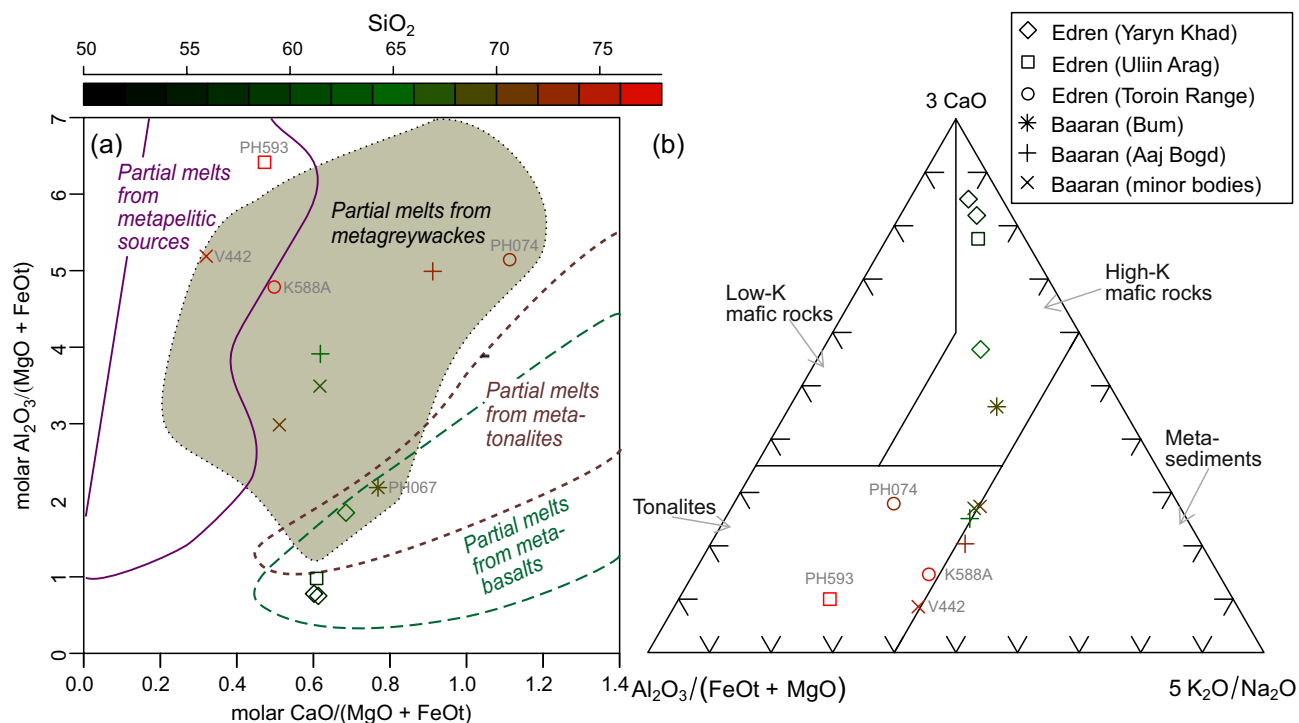 SiO₂
50 55 60 65 70 75
(a)
molar Al₂O₃/(MgO + FeOt)
7
6
5
4
3
2
1
0
PH593
Partial melts
from
metapelitic
sources
Partial melts from
metagreywackes
V442
K588A
PH074
Partial melts
from meta-
tonalites
PH067
Partial melts
from meta-
basalts
0.0 0.2 0.4 0.6 0.8 1.0 1.2 1.4
molar CaO/(MgO + FeOt)
(b)
3 CaO
Low-K
mafic rocks
High-K
mafic rocks
Tonalites
Meta-
sediments
PH074
PH593
K588A
V442
Al₂O₃/(FeOt + MgO)
5 K₂O/Na₂O
Edren (Yaryn Khad)
Edren (Uliin Arag)
Edren (Toroin Range)
Baaran (Bum)
Baaran (Aaj Bogd)
Baaran (minor bodies)